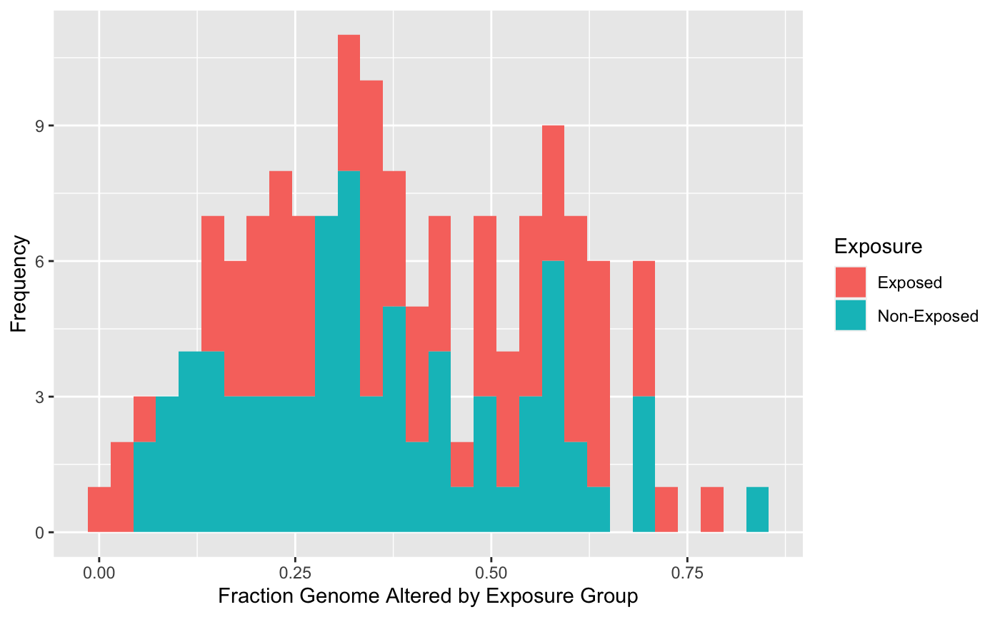 9
6
3
0
Frequency
0.00
0.25
0.50
0.75
Fraction Genome Altered by Exposure Group
Exposure
Exposed
Non-Exposed